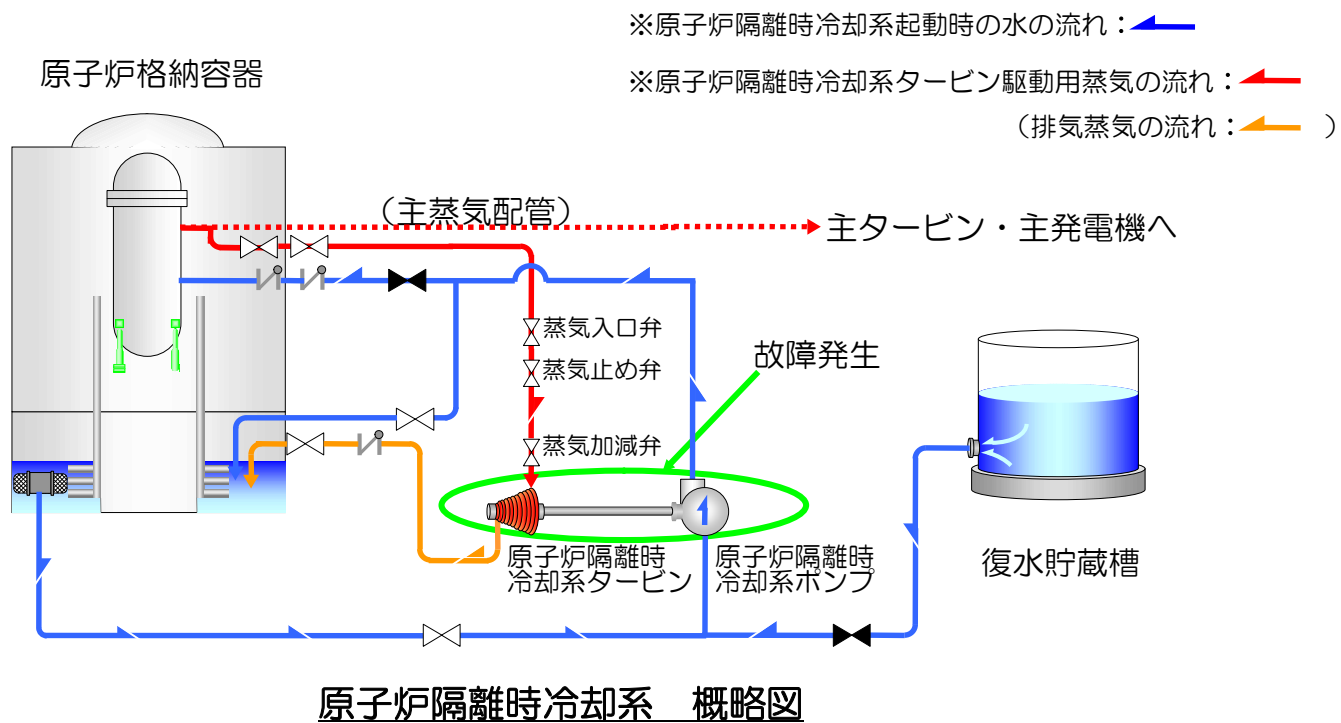 ※原子炉隔離時冷却系起動時の水の流れ：
原子炉格納容器
※原子炉隔離時冷却系タービン駆動用蒸気の流れ：
（排気蒸気の流れ： ）
（主蒸気配管）
主タービン・主発電機へ
蒸気入口弁
故障発生
蒸気止め弁
蒸気加減弁
原子炉隔離時
冷却系タービン
原子炉隔離時
冷却系ポンプ
復水貯蔵槽
原子炉隔離時冷却系　概略図